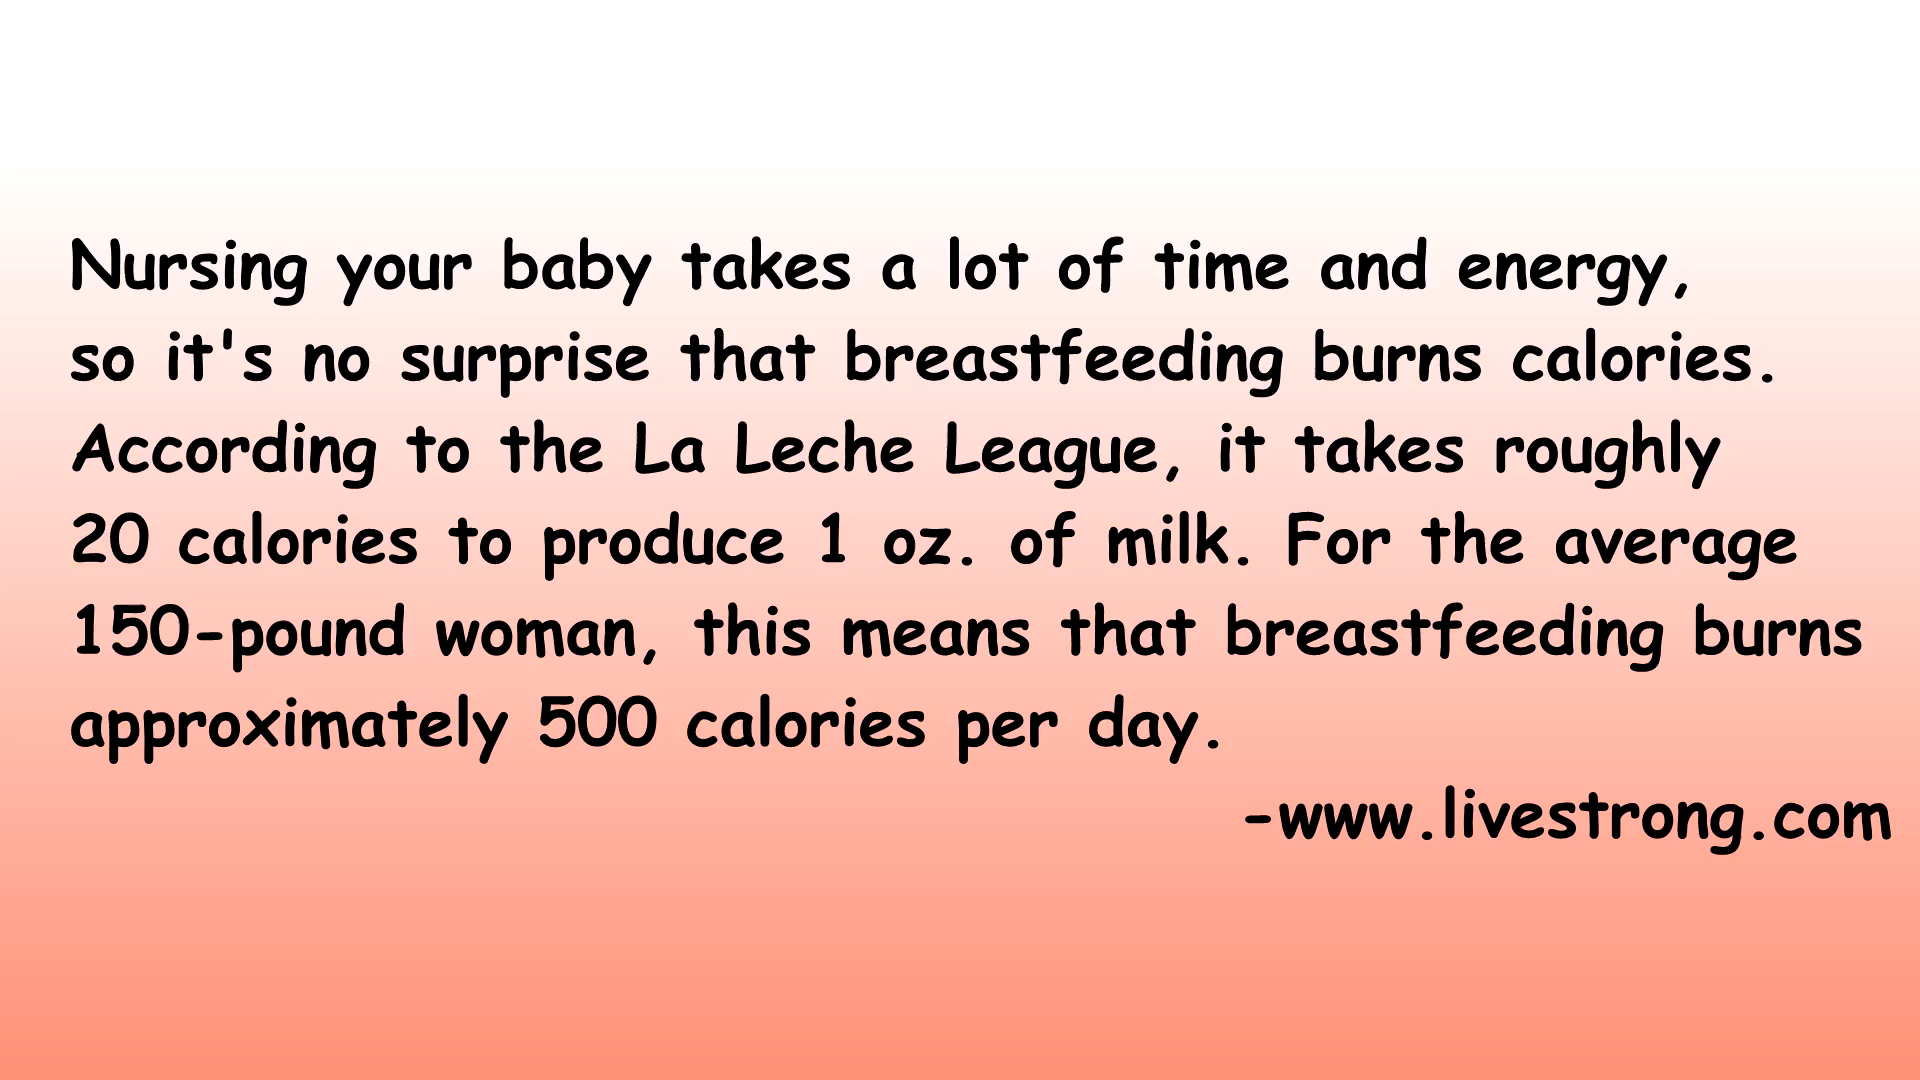 Nursing your baby takes a lot of time and energy,
so it's no surprise that breastfeeding burns calories.
According to the La Leche League, it takes roughly
20 calories to produce 1 oz. of milk. For the average
150-pound woman, this means that breastfeeding burns
approximately 500 calories per day.
-www.livestrong.com